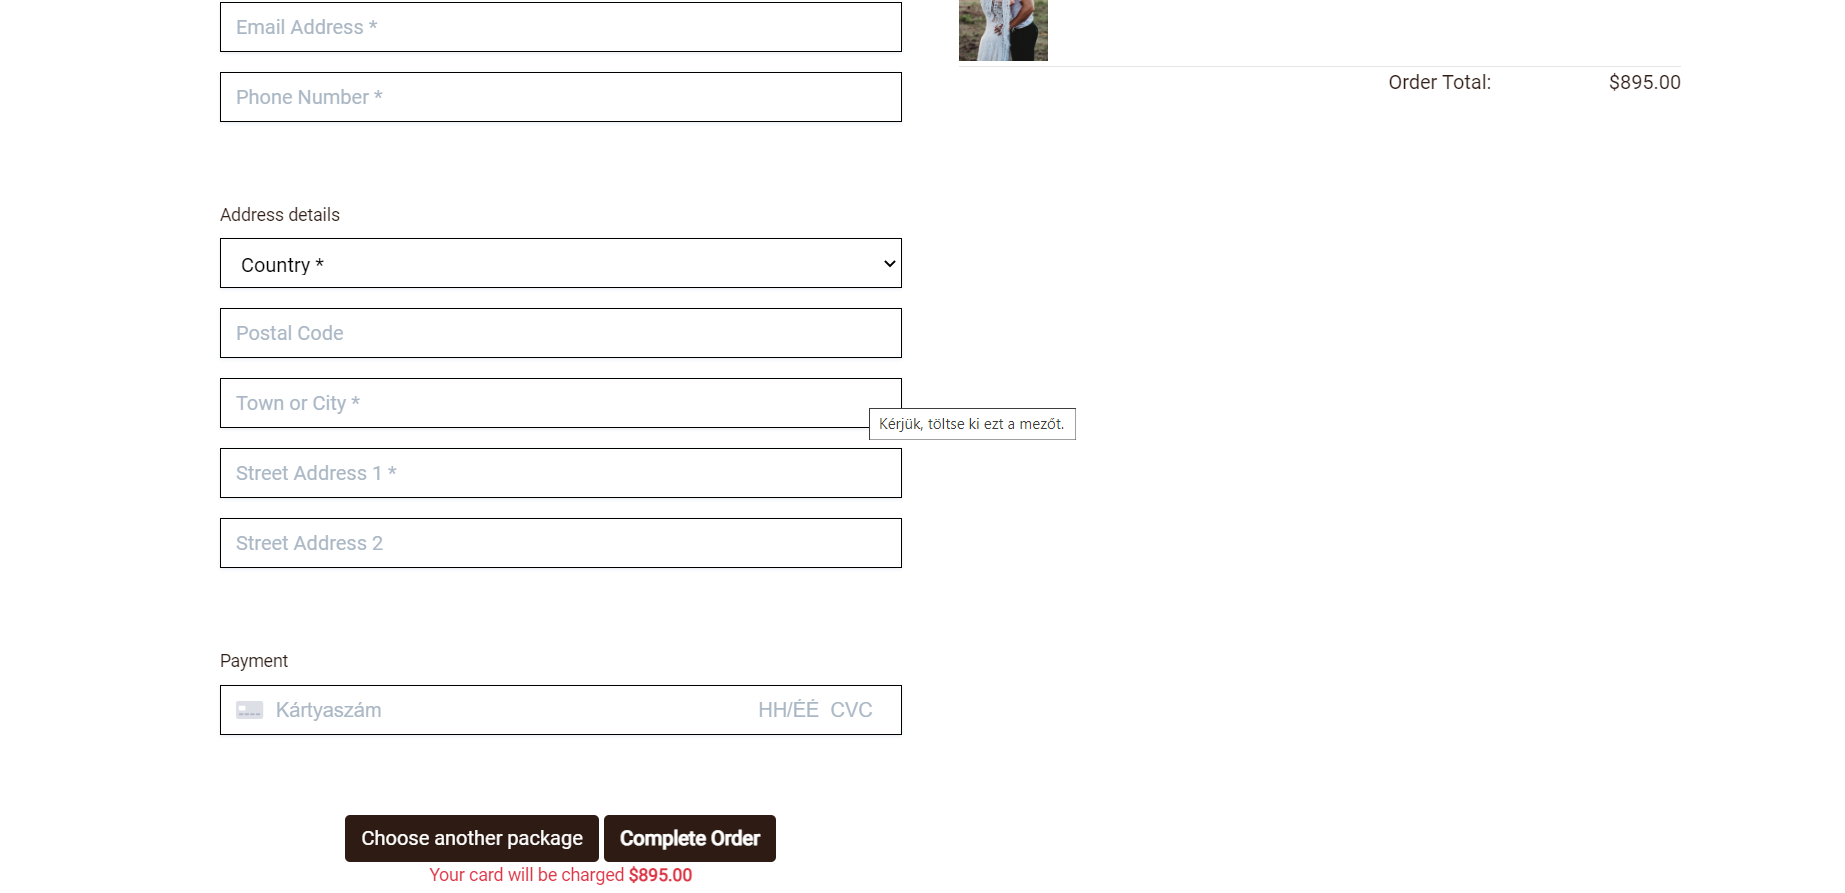 Email Address *
Phone Number *
Order Total: $895.00
Address details
Country *
Postal Code
Town or City *
Kérjük, töltse ki ezt a mezőt.
Street Address 1 *
Street Address 2
Payment
Kártyaszám HH/ÉÉ CVC
Choose another package Complete Order
Your card will be charged $895.00